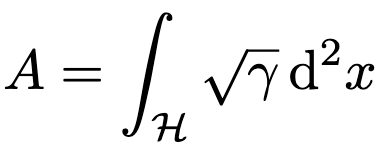 A = ∫_ℋ √γ d²x